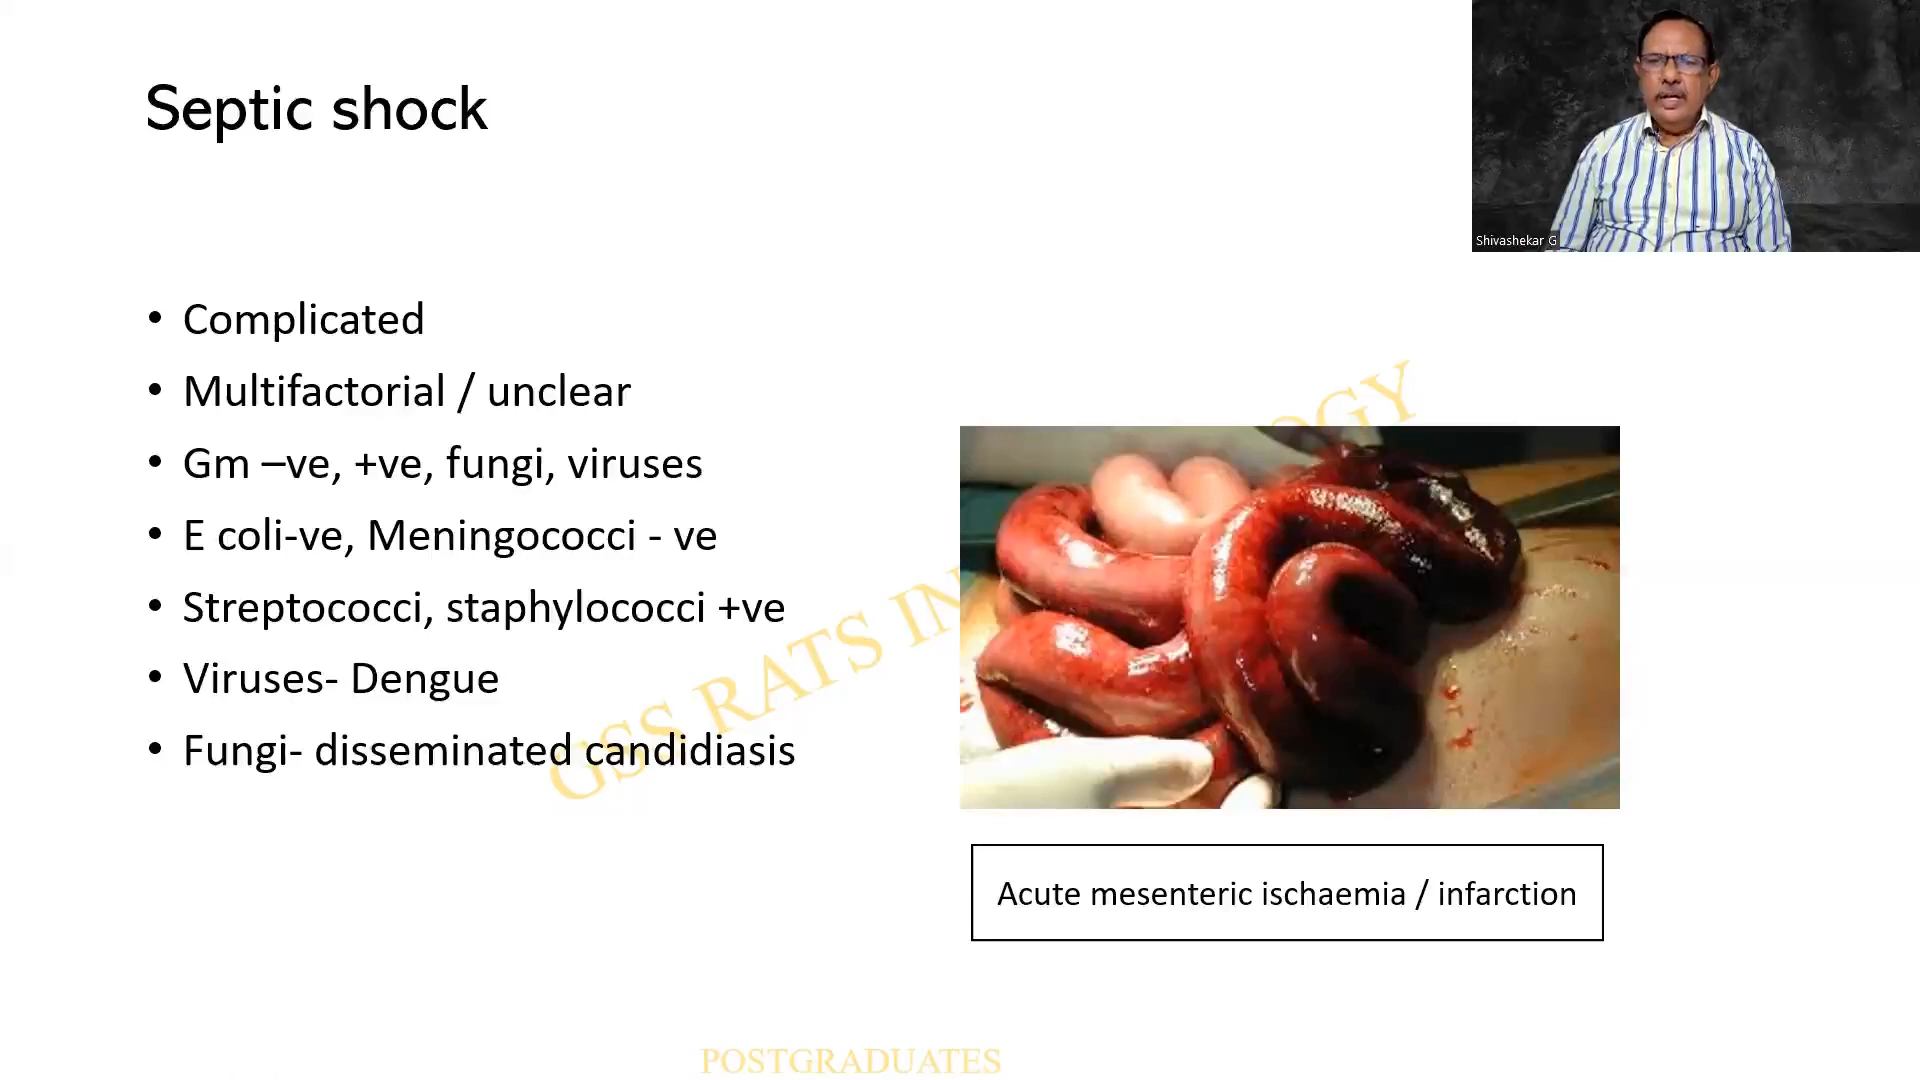 Septic shock
Shivashekar G
• Complicated
• Multifactorial / unclear
• Gm –ve, +ve, fungi, viruses
• E coli-ve, Meningococci - ve
• Streptococci, staphylococci +ve
• Viruses- Dengue
• Fungi- disseminated candidiasis
GSS RATS IN
OGY
Acute mesenteric ischaemia / infarction
POSTGRADUATES